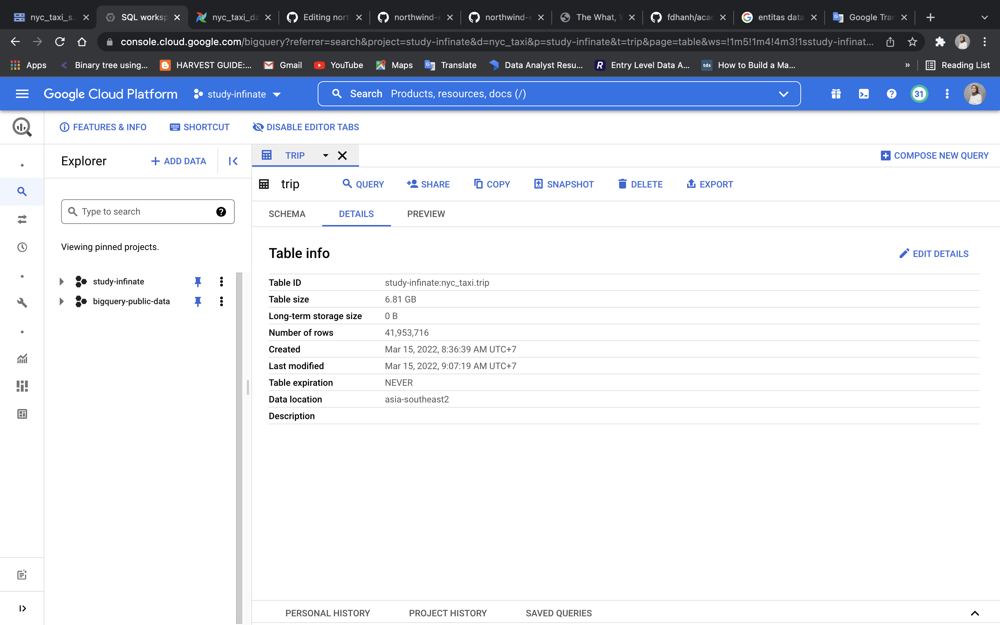 nyc_taxi_s
SQL worksp
nyc_taxi_da
Editing nort
northwind-e
northwind-e
The What, W
fdhanh/acac
entitas data
Google Tran
console.cloud.google.com/bigquery?referrer=search&project=study-infinate&d=nyc_taxi&p=study-infinate&t=trip&page=table&ws=!1m5!1m4!4m3!1sstudy-infinat...
Apps
Binary tree using...
HARVEST GUIDE:...
Gmail
YouTube
Maps
Translate
Data Analyst Resu...
Entry Level Data A...
tds
How to Build a Ma...
»
Reading List
Google Cloud Platform
study-infinate
Search Products, resources, docs (/)
31
FEATURES & INFO
SHORTCUT
DISABLE EDITOR TABS
Explorer
+ ADD DATA
TRIP
COMPOSE NEW QUERY
trip
QUERY
SHARE
COPY
SNAPSHOT
DELETE
EXPORT
Type to search
SCHEMA
DETAILS
PREVIEW
Viewing pinned projects.
study-infinate
bigquery-public-data
Table info
EDIT DETAILS
Table ID study-infinate:nyc_taxi.trip
Table size 6.81 GB
Long-term storage size 0 B
Number of rows 41,953,716
Created Mar 15, 2022, 8:36:39 AM UTC+7
Last modified Mar 15, 2022, 9:07:19 AM UTC+7
Table expiration NEVER
Data location asia-southeast2
Description
PERSONAL HISTORY
PROJECT HISTORY
SAVED QUERIES